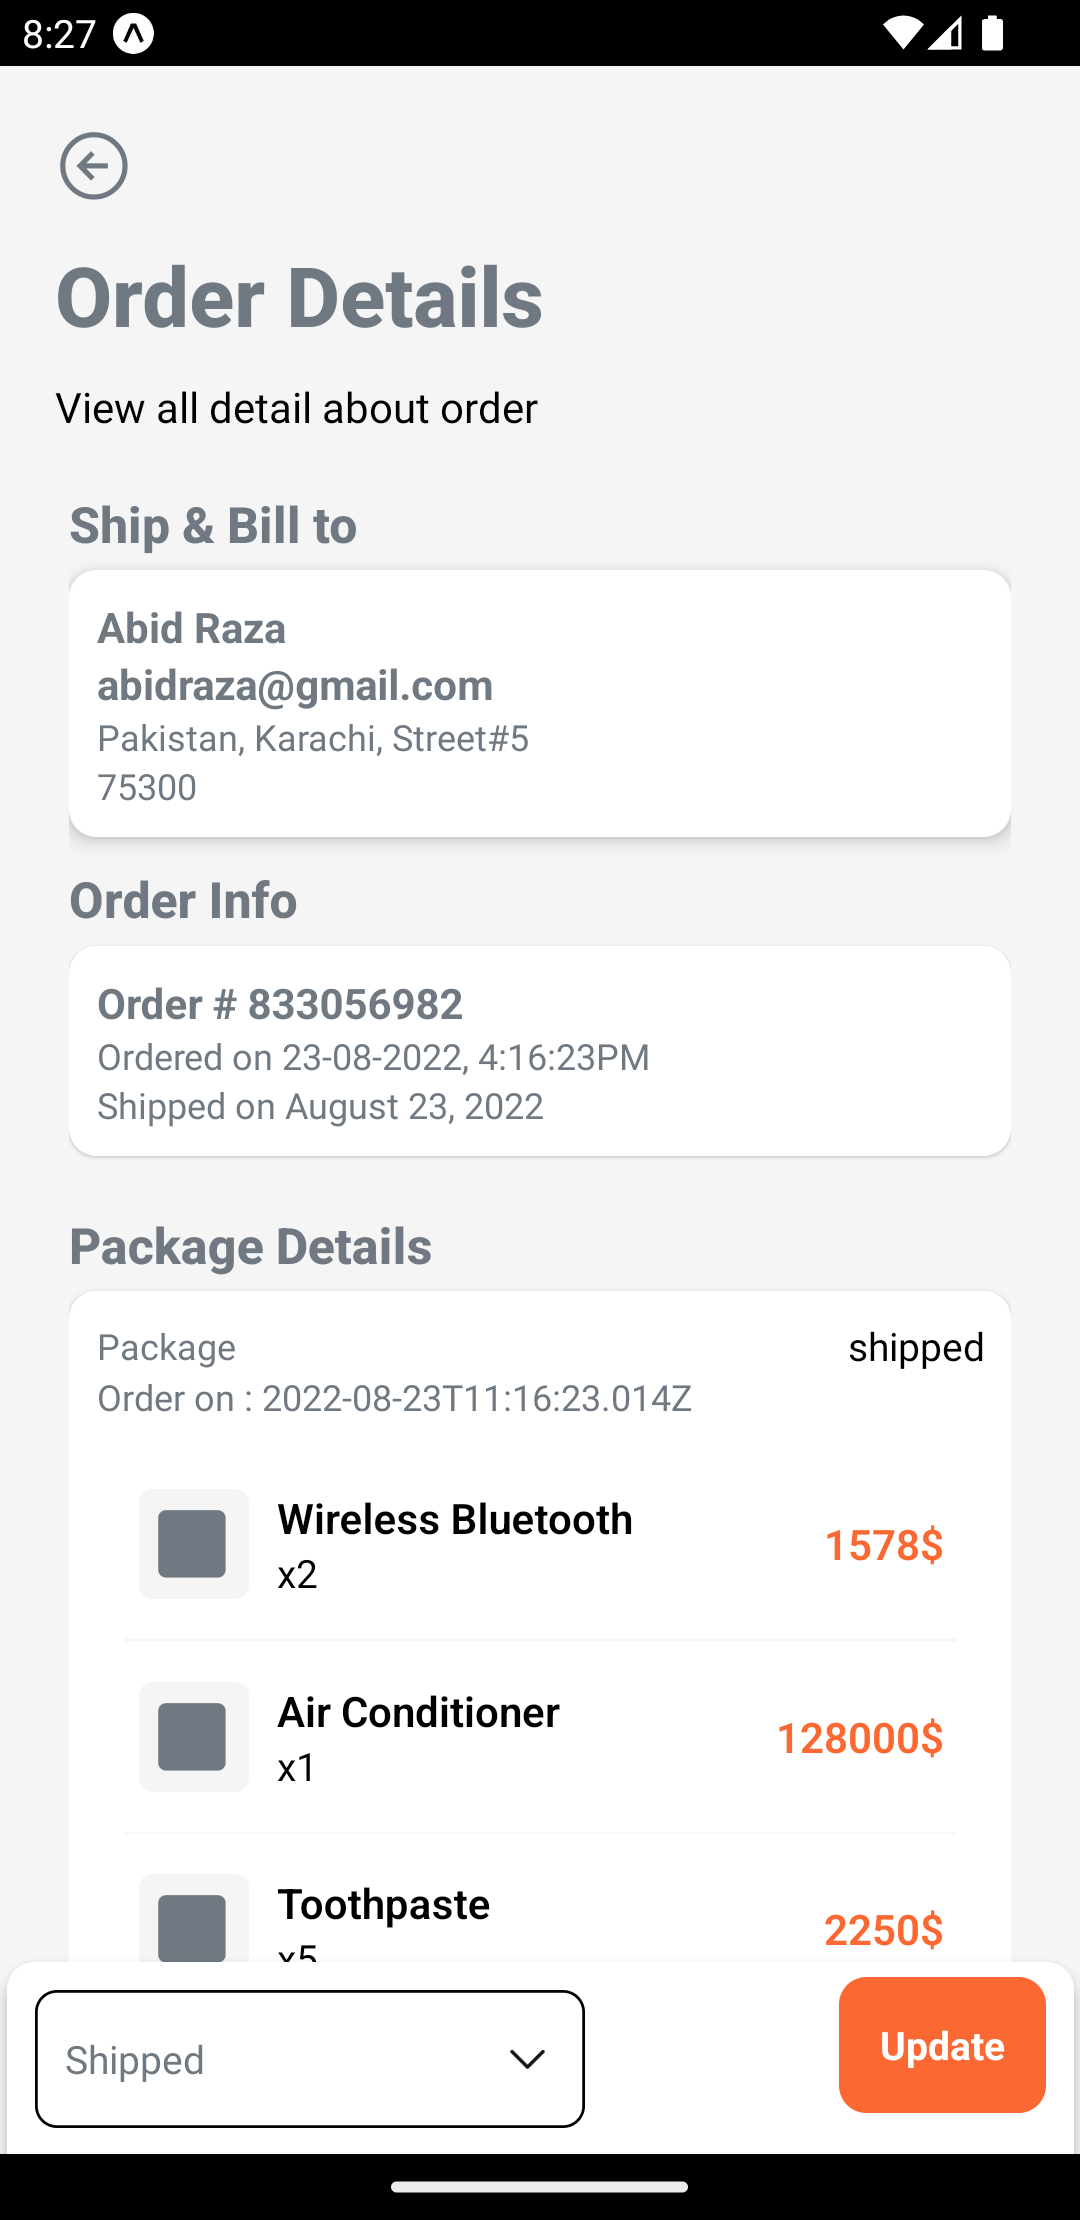 8:27
Order Details
View all detail about order
Ship & Bill to
Abid Raza
abidraza@gmail.com
Pakistan, Karachi, Street#5
75300
Order Info
Order # 833056982
Ordered on 23-08-2022, 4:16:23PM
Shipped on August 23, 2022
Package Details
Package shipped
Order on : 2022-08-23T11:16:23.014Z
Wireless Bluetooth
x2
1578$
Air Conditioner
x1
128000$
Toothpaste
x5
2250$
Shipped
Update